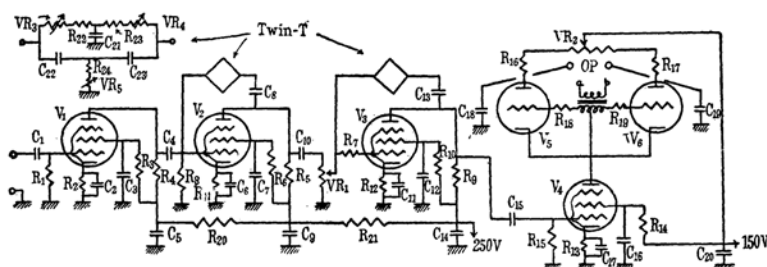 VR₃ VR₄ Twin-T VR₂
R₂₂ C₂₁ R₂₃
R₁₆ OP R₁₇
C₂₂ R₂₄ C₂₃ C₈ C₁₃
VR₅ C₁₈ C₁₉
V₁ V₂ V₃ R₁₈ R₁₉
V₅ V₆
C₁ C₄ C₁₀ R₇ R₁₀
R₃ V₄
R₁ R₂ C₂ C₃ R₄ R₈ R₁₁ C₆ C₇ R₆ R₅ VR₁ R₁₂ C₁₁ C₁₂ R₉
C₁₅ R₁₄
C₅ R₂₀ C₉ R₂₁ C₁₄ 250V R₁₅ R₁₃ C₁₆ C₂₀ 150V